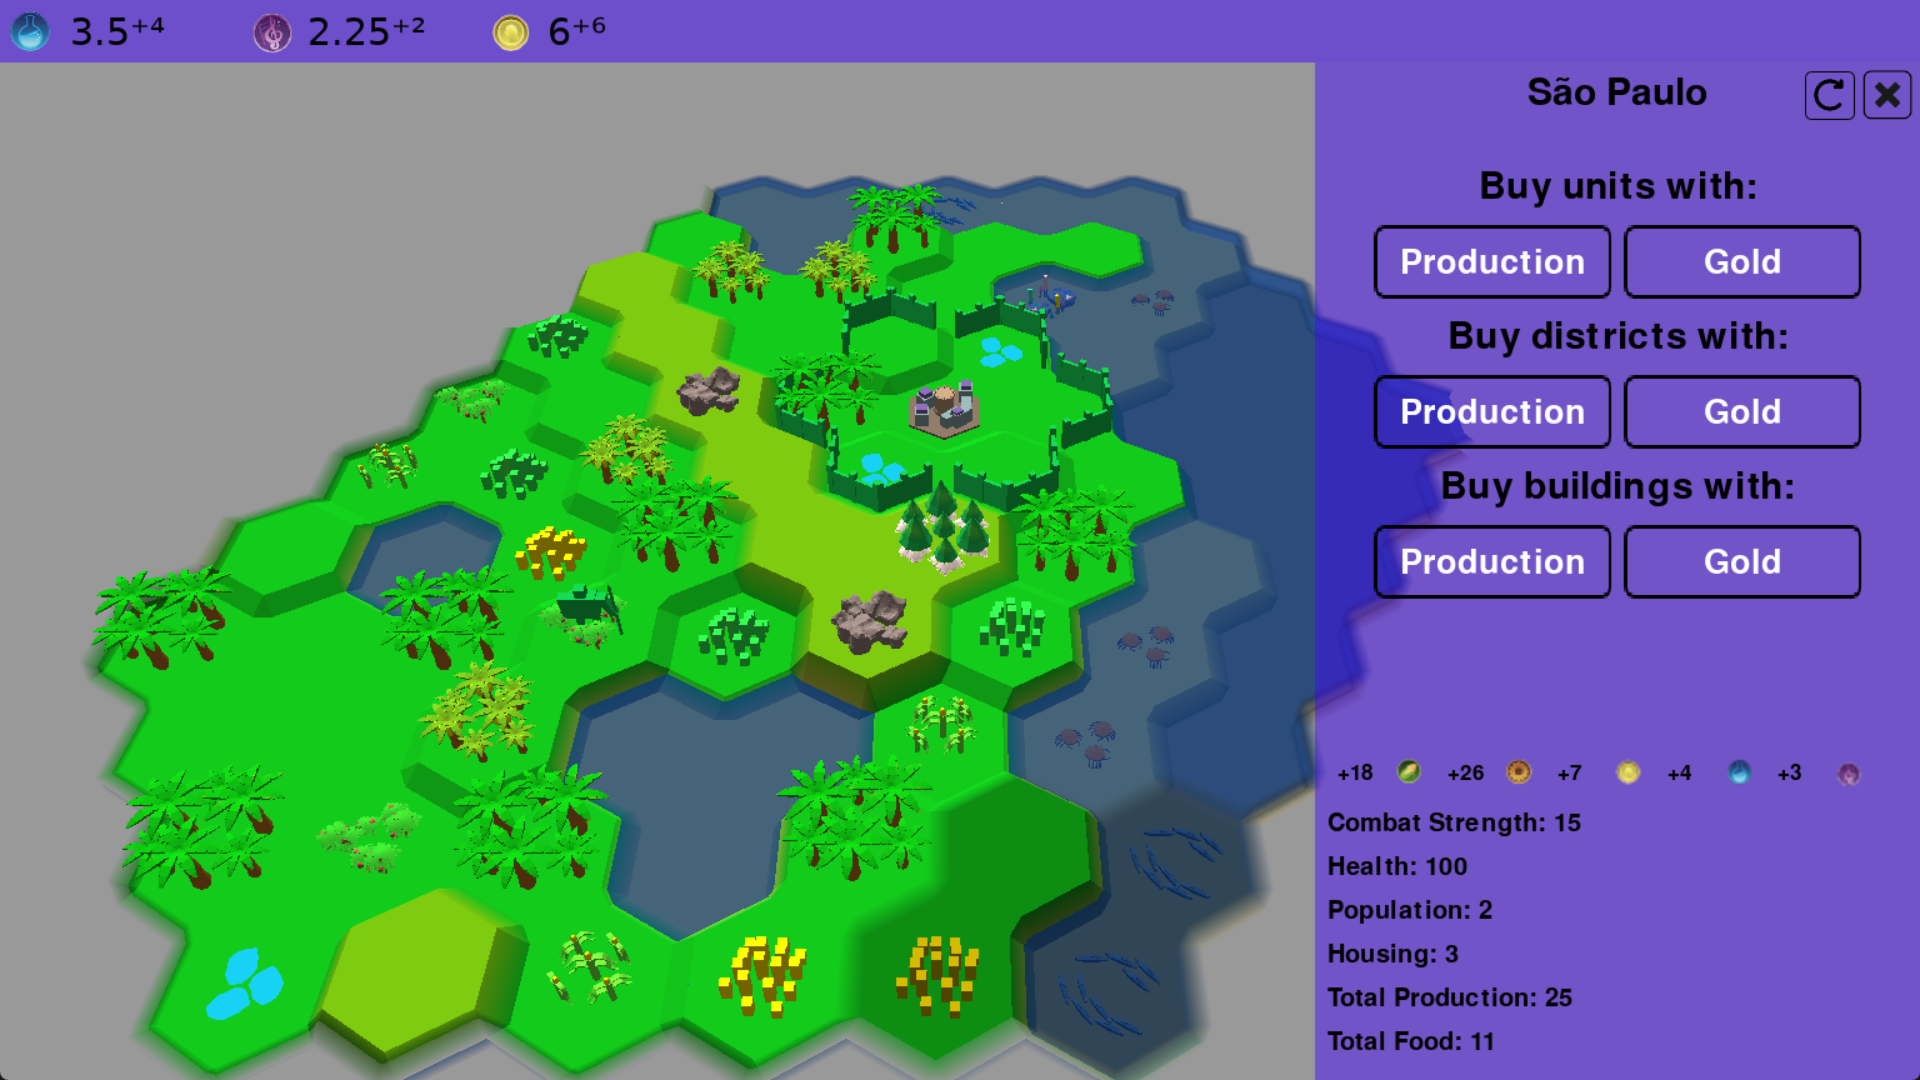 3.5⁺⁴ 2.25⁺² 6⁺⁶
São Paulo
Buy units with:
Production Gold
Buy districts with:
Production Gold
Buy buildings with:
Production Gold
+18 +26 +7 +4 +3
Combat Strength: 15
Health: 100
Population: 2
Housing: 3
Total Production: 25
Total Food: 11